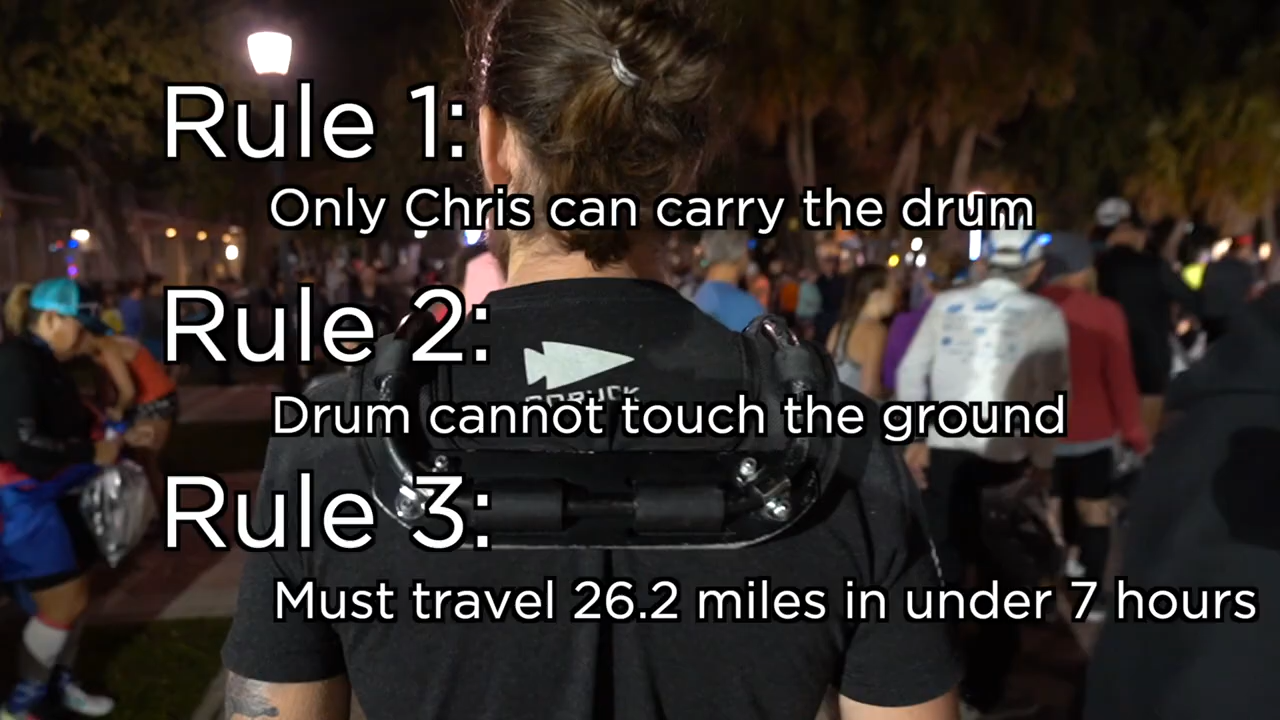 Rule 1:
Only Chris can carry the drum
Rule 2:
Drum cannot touch the ground
Rule 3:
Must travel 26.2 miles in under 7 hours